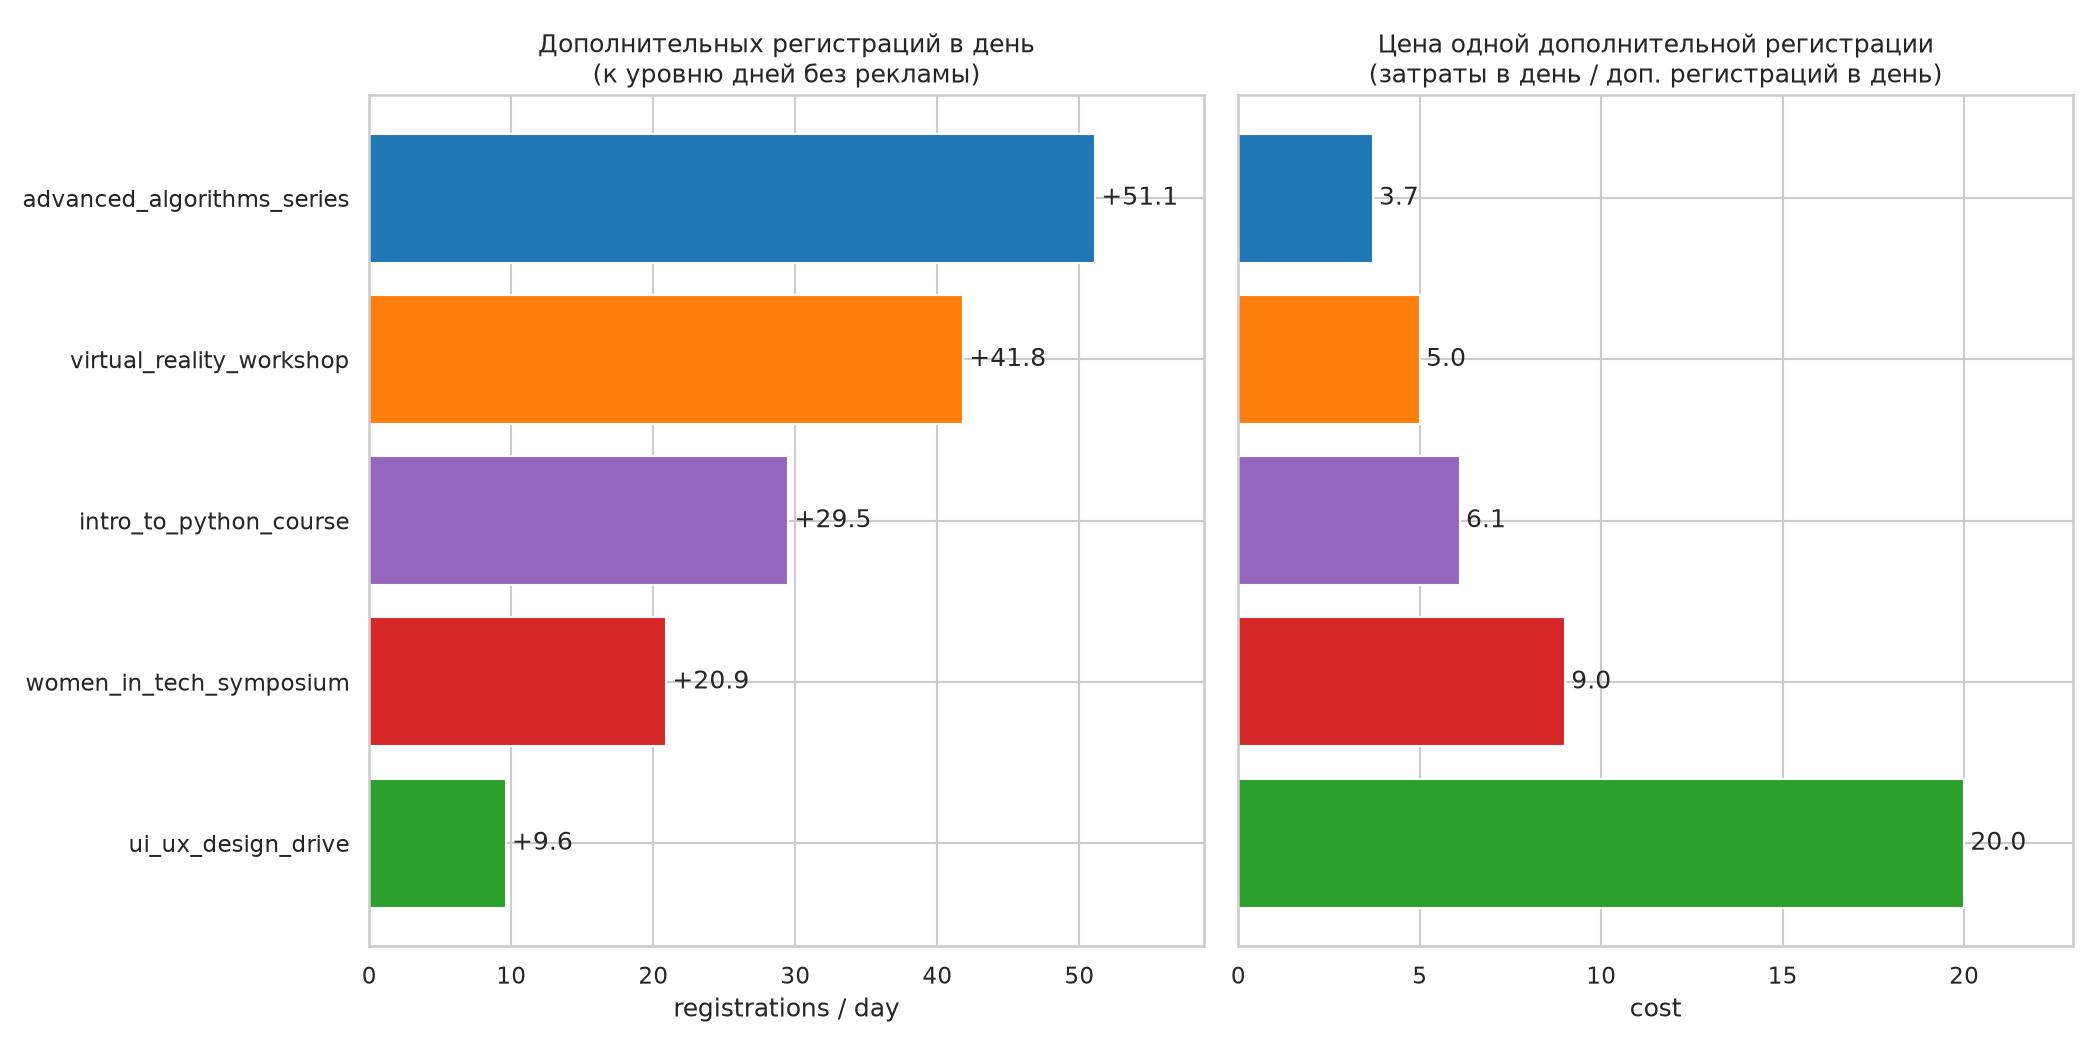 Дополнительных регистраций в день
(к уровню дней без рекламы)
advanced_algorithms_series
+51.1
virtual_reality_workshop
+41.8
intro_to_python_course
+29.5
women_in_tech_symposium
+20.9
ui_ux_design_drive
+9.6
0 10 20 30 40 50
registrations / day
Цена одной дополнительной регистрации
(затраты в день / доп. регистраций в день)
3.7
5.0
6.1
9.0
20.0
0 5 10 15 20
cost